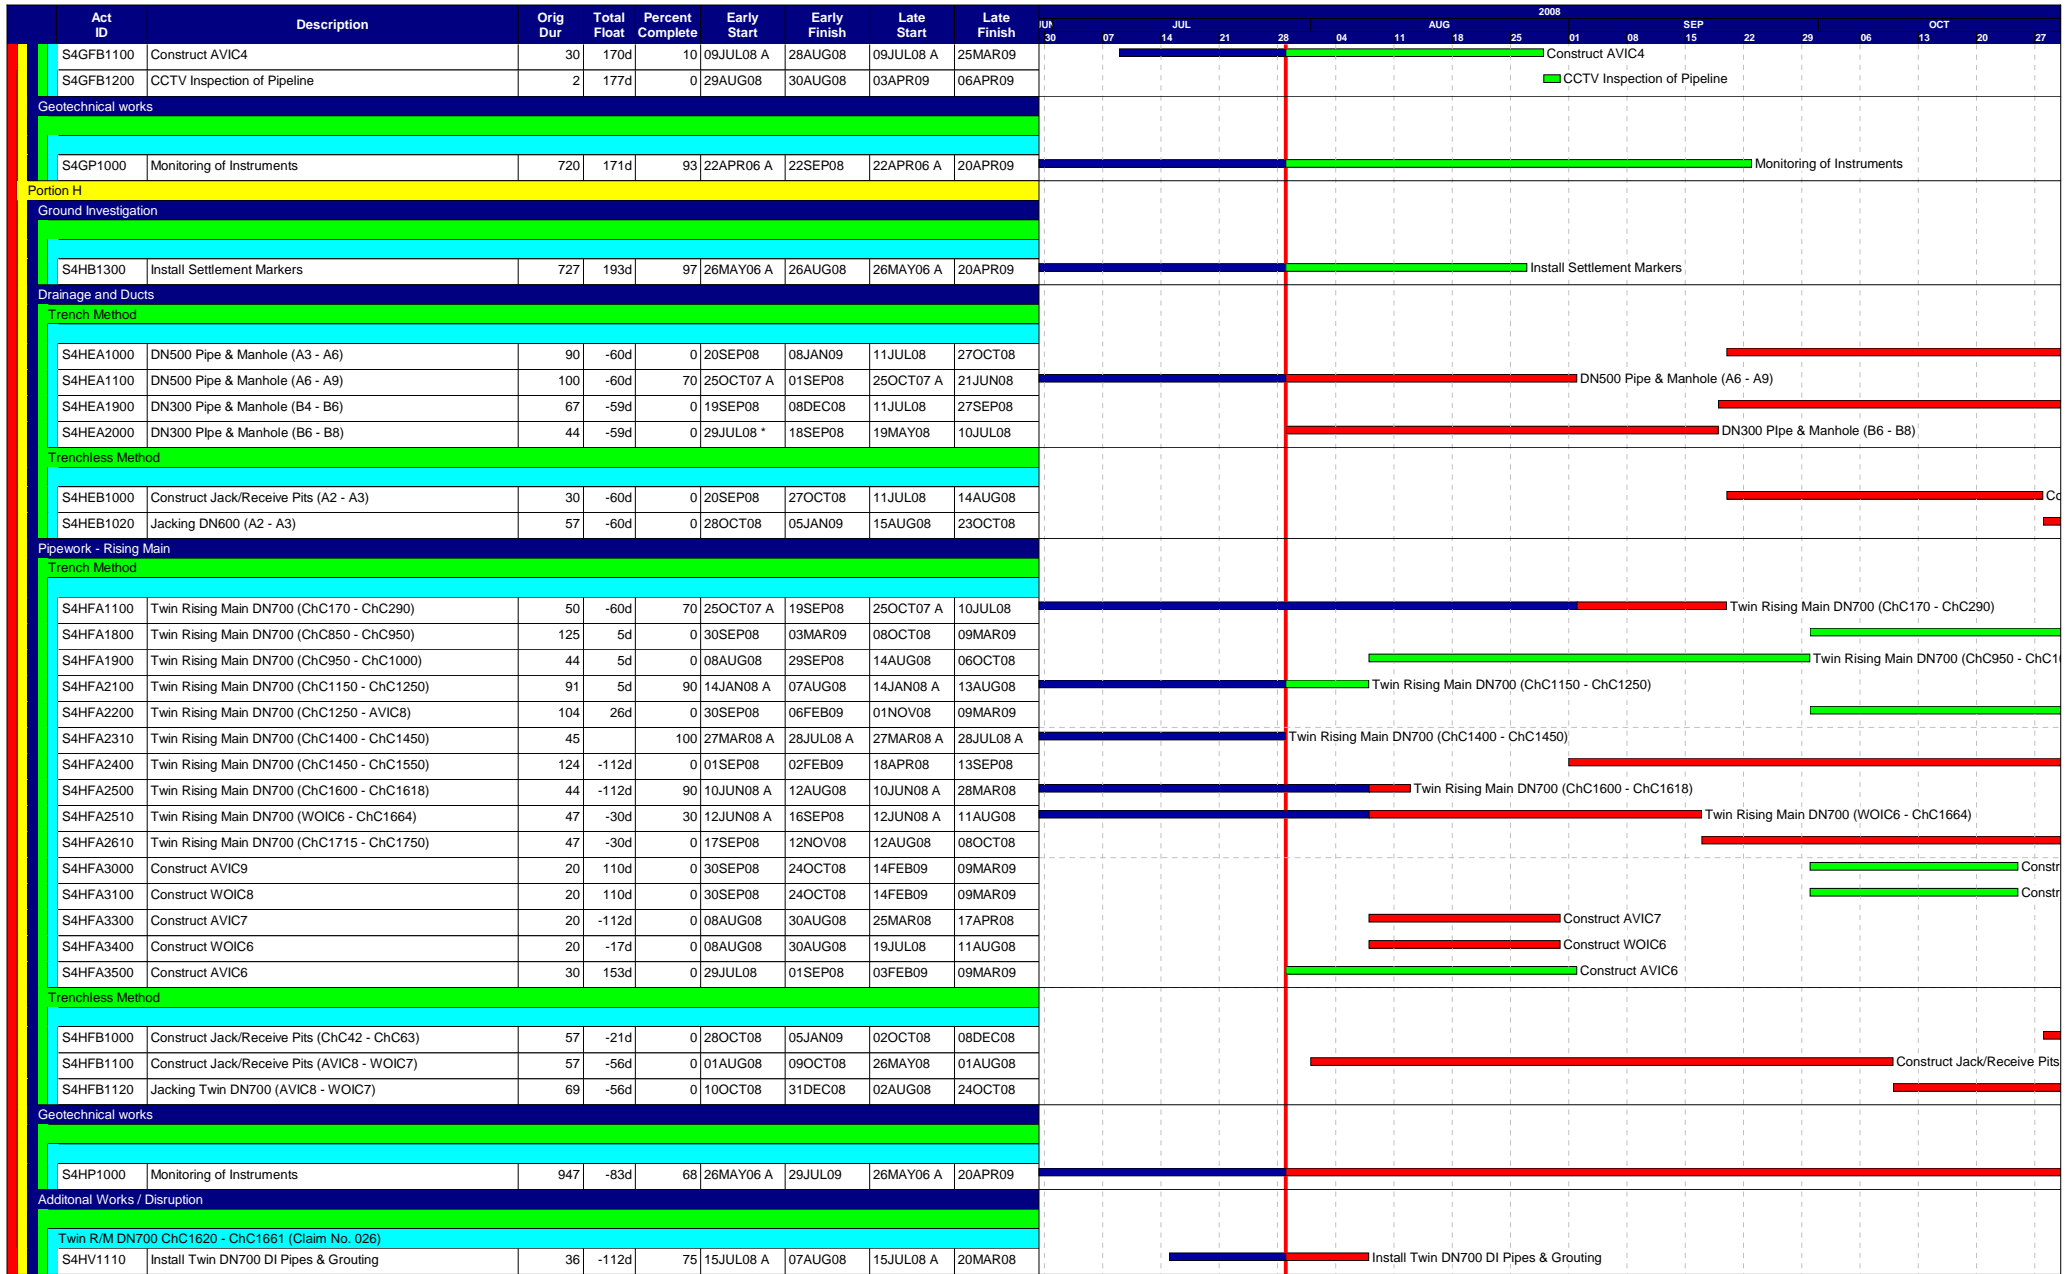 2008
Act ID Description Orig Dur Total Float Percent Complete Early Start Early Finish Late Start Late Finish JUN JUL AUG SEP OCT
30 07 14 21 28 04 11 18 25 01 08 15 22 29 06 13 20 27
S4GFB1100 Construct AVIC4 30 170d 10 09JUL08 A 28AUG08 09JUL08 A 25MAR09 Construct AVIC4
S4GFB1200 CCTV Inspection of Pipeline 2 177d 0 29AUG08 30AUG08 03APR09 06APR09 CCTV Inspection of Pipeline
Geotechnical works
S4GP1000 Monitoring of Instruments 720 171d 93 22APR06 A 22SEP08 22APR06 A 20APR09 Monitoring of Instruments
Portion H
Ground Investigation
S4HB1300 Install Settlement Markers 727 193d 97 26MAY06 A 26AUG08 26MAY06 A 20APR09 Install Settlement Markers
Drainage and Ducts
Trench Method
S4HEA1000 DN500 Pipe & Manhole (A3 - A6) 90 -60d 0 20SEP08 08JAN09 11JUL08 27OCT08
S4HEA1100 DN500 Pipe & Manhole (A6 - A9) 100 -60d 70 25OCT07 A 01SEP08 25OCT07 A 21JUN08 DN500 Pipe & Manhole (A6 - A9)
S4HEA1900 DN300 Pipe & Manhole (B4 - B6) 67 -59d 0 19SEP08 08DEC08 11JUL08 27SEP08
S4HEA2000 DN300 PIpe & Manhole (B6 - B8) 44 -59d 0 29JUL08 * 18SEP08 19MAY08 10JUL08 DN300 PIpe & Manhole (B6 - B8)
Trenchless Method
S4HEB1000 Construct Jack/Receive Pits (A2 - A3) 30 -60d 0 20SEP08 27OCT08 11JUL08 14AUG08 Co
S4HEB1020 Jacking DN600 (A2 - A3) 57 -60d 0 28OCT08 05JAN09 15AUG08 23OCT08
Pipework - Rising Main
Trench Method
S4HFA1100 Twin Rising Main DN700 (ChC170 - ChC290) 50 -60d 70 25OCT07 A 19SEP08 25OCT07 A 10JUL08 Twin Rising Main DN700 (ChC170 - ChC290)
S4HFA1800 Twin Rising Main DN700 (ChC850 - ChC950) 125 5d 0 30SEP08 03MAR09 08OCT08 09MAR09
S4HFA1900 Twin Rising Main DN700 (ChC950 - ChC1000) 44 5d 0 08AUG08 29SEP08 14AUG08 06OCT08 Twin Rising Main DN700 (ChC950 - ChC1
S4HFA2100 Twin Rising Main DN700 (ChC1150 - ChC1250) 91 5d 90 14JAN08 A 07AUG08 14JAN08 A 13AUG08 Twin Rising Main DN700 (ChC1150 - ChC1250)
S4HFA2200 Twin Rising Main DN700 (ChC1250 - AVIC8) 104 26d 0 30SEP08 06FEB09 01NOV08 09MAR09
S4HFA2310 Twin Rising Main DN700 (ChC1400 - ChC1450) 45 100 27MAR08 A 28JUL08 A 27MAR08 A 28JUL08 A Twin Rising Main DN700 (ChC1400 - ChC1450)
S4HFA2400 Twin Rising Main DN700 (ChC1450 - ChC1550) 124 -112d 0 01SEP08 02FEB09 18APR08 13SEP08
S4HFA2500 Twin Rising Main DN700 (ChC1600 - ChC1618) 44 -112d 90 10JUN08 A 12AUG08 10JUN08 A 28MAR08 Twin Rising Main DN700 (ChC1600 - ChC1618)
S4HFA2510 Twin Rising Main DN700 (WOIC6 - ChC1664) 47 -30d 30 12JUN08 A 16SEP08 12JUN08 A 11AUG08 Twin Rising Main DN700 (WOIC6 - ChC1664)
S4HFA2610 Twin Rising Main DN700 (ChC1715 - ChC1750) 47 -30d 0 17SEP08 12NOV08 12AUG08 08OCT08
S4HFA3000 Construct AVIC9 20 110d 0 30SEP08 24OCT08 14FEB09 09MAR09 Constr
S4HFA3100 Construct WOIC8 20 110d 0 30SEP08 24OCT08 14FEB09 09MAR09 Constr
S4HFA3300 Construct AVIC7 20 -112d 0 08AUG08 30AUG08 25MAR08 17APR08 Construct AVIC7
S4HFA3400 Construct WOIC6 20 -17d 0 08AUG08 30AUG08 19JUL08 11AUG08 Construct WOIC6
S4HFA3500 Construct AVIC6 30 153d 0 29JUL08 01SEP08 03FEB09 09MAR09 Construct AVIC6
Trenchless Method
S4HFB1000 Construct Jack/Receive Pits (ChC42 - ChC63) 57 -21d 0 28OCT08 05JAN09 02OCT08 08DEC08
S4HFB1100 Construct Jack/Receive Pits (AVIC8 - WOIC7) 57 -56d 0 01AUG08 09OCT08 26MAY08 01AUG08 Construct Jack/Receive Pits
S4HFB1120 Jacking Twin DN700 (AVIC8 - WOIC7) 69 -56d 0 10OCT08 31DEC08 02AUG08 24OCT08
Geotechnical works
S4HP1000 Monitoring of Instruments 947 -83d 68 26MAY06 A 29JUL09 26MAY06 A 20APR09
Additonal Works / Disruption
Twin R/M DN700 ChC1620 - ChC1661 (Claim No. 026)
S4HV1110 Install Twin DN700 DI Pipes & Grouting 36 -112d 75 15JUL08 A 07AUG08 15JUL08 A 20MAR08 Install Twin DN700 DI Pipes & Grouting